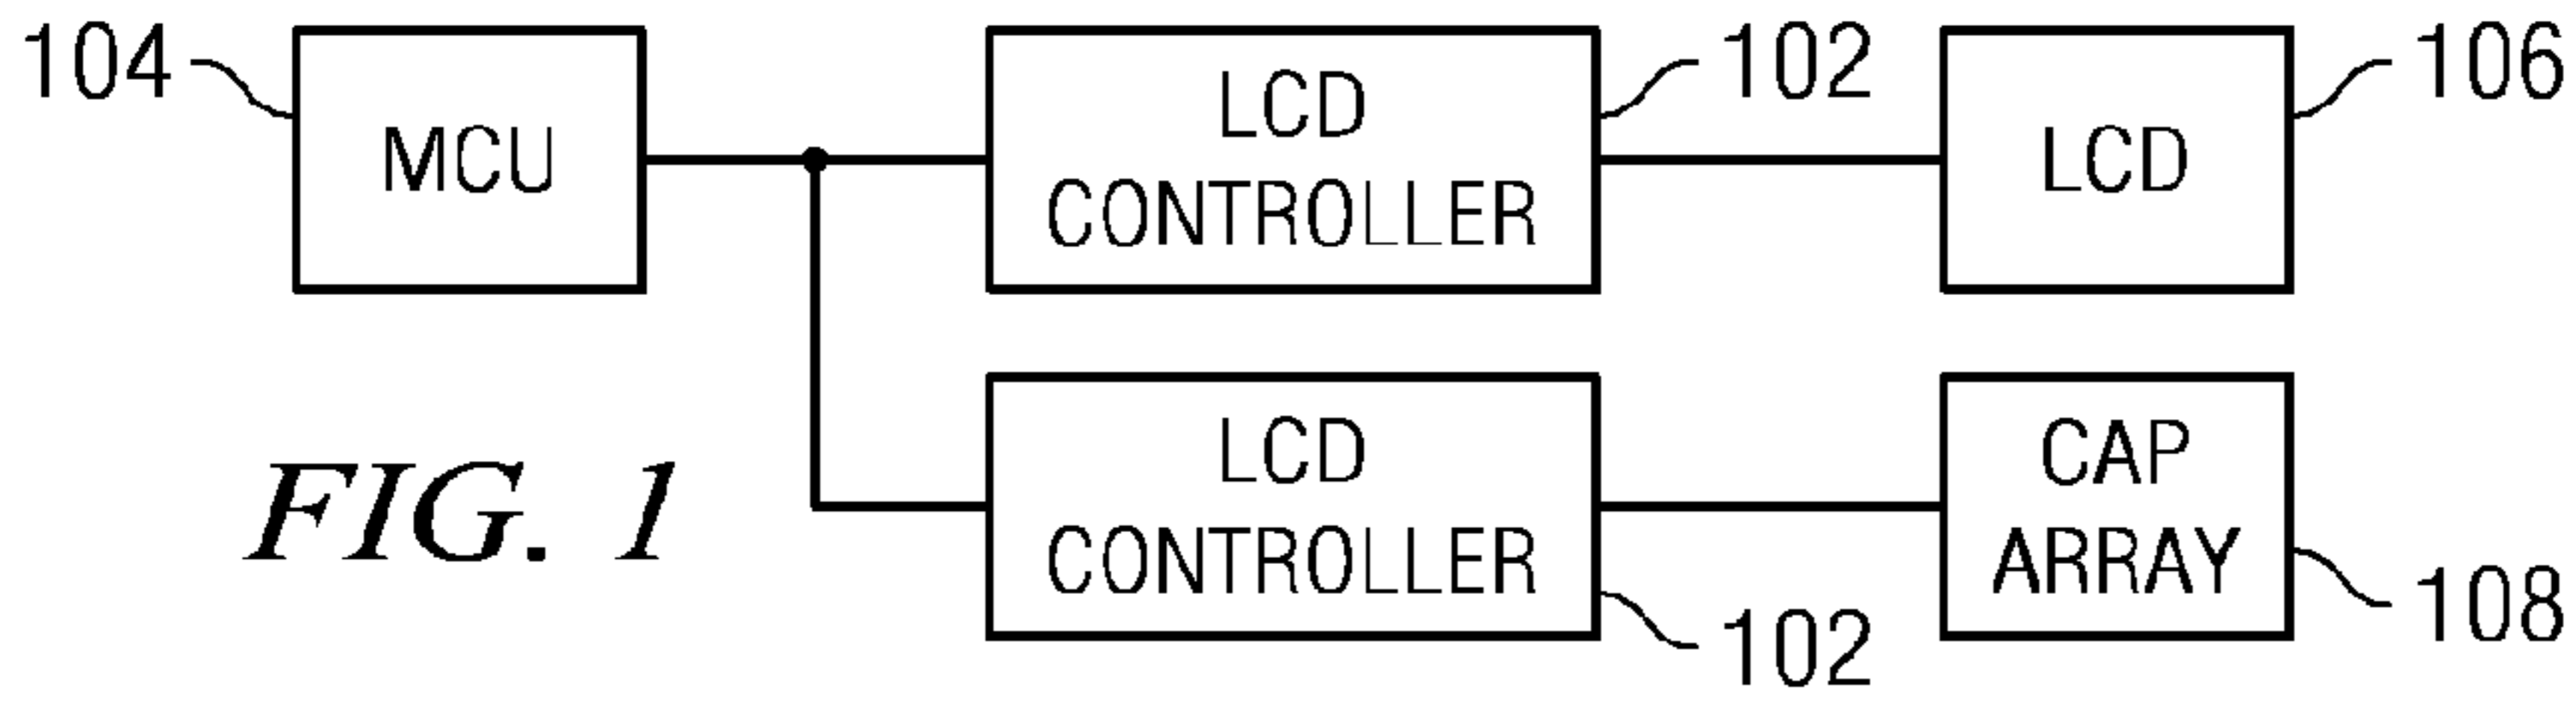 104
MCU
LCD
CONTROLLER
102
LCD
106
LCD
CONTROLLER
102
CAP
ARRAY
108
FIG. 1